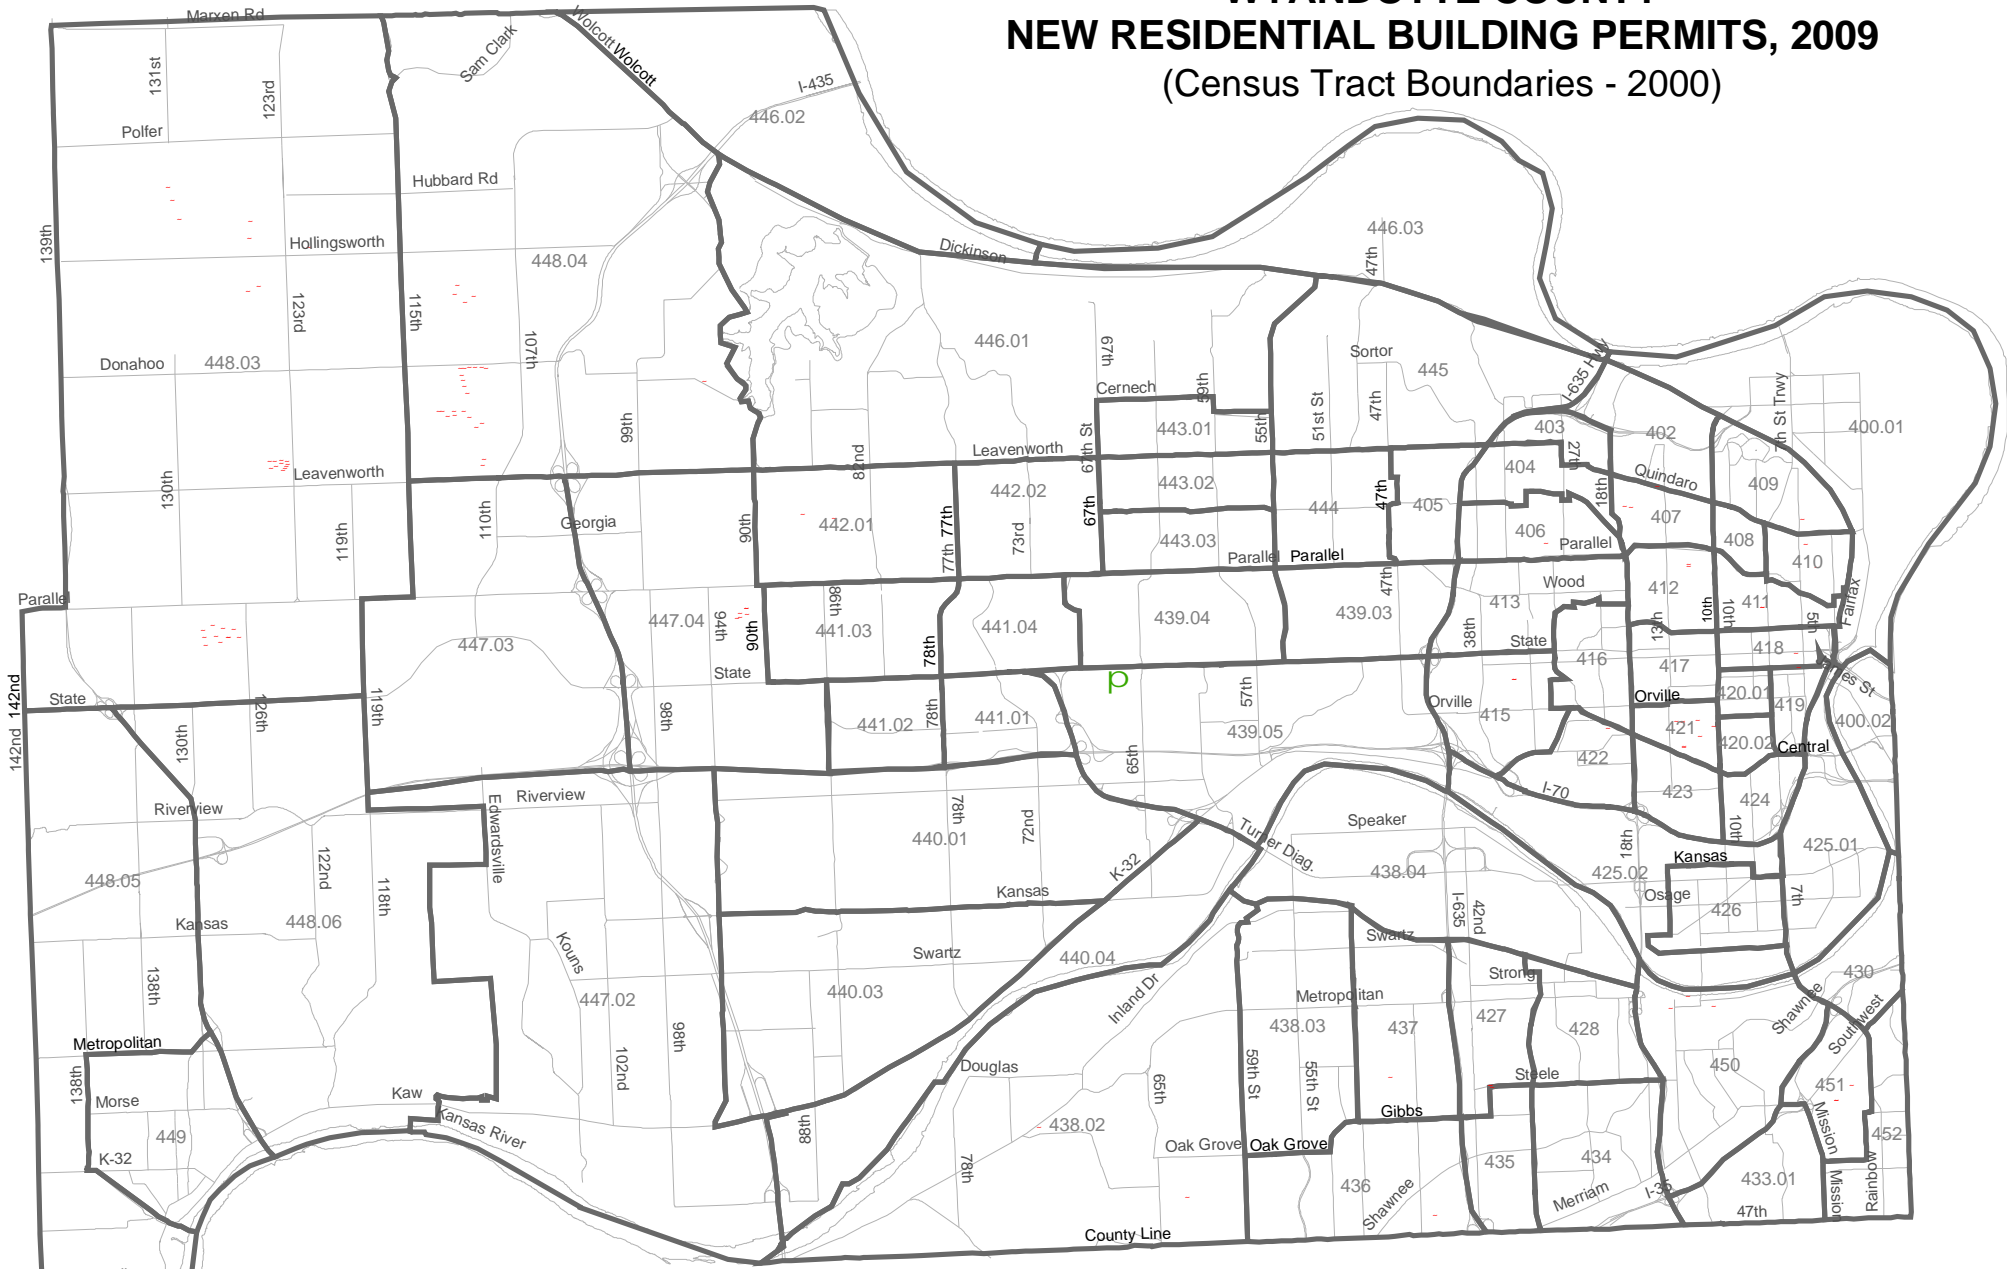 WYANDOTTE COUNTY
NEW RESIDENTIAL BUILDING PERMITS, 2009
(Census Tract Boundaries - 2000)
Marxen Rd
Wolcott
Wolcott
Sam Clark
131st
123rd
I-435
446.02
Polfer
Hubbard Rd
139th
Hollingsworth
448.04
Dickinson
446.03
47th
123rd
115th
107th
446.01
67th
Sortor
445
I-635 Hwy
Donahoo
448.03
Cernech
59th
7th St Trwy
99th
443.01
55th
51st St
47th
403
402
400.01
Leavenworth
Leavenworth
67th St
82nd
27th
404
Quindaro
409
130th
442.02
443.02
18th
110th
Georgia
119th
90th
442.01
77th
77th
73rd
67th
444
47th
405
406
407
408
443.03
Parallel
Parallel
Parallel
410
Parallel
47th
Wood
412
86th
447.04
94th
90th
441.03
441.04
439.04
439.03
413
10th
10th
411
5th
Fairfax
447.03
78th
38th
State
13th
418
State
416
417
142nd
142nd
State
119th
126th
98th
p
57th
Orville
Orville
420.01
James St
130th
441.02
78th
441.01
415
419
439.05
421
420.02
400.02
Central
65th
422
Riverview
Edwardsville
Riverview
78th
72nd
I-70
423
424
440.01
Turner Diag.
Speaker
18th
10th
Kansas
425.01
448.05
122nd
118th
K-32
438.04
425.02
Kansas
Osage
426
7th
Kansas
448.06
I-635
42nd
Kouns
Swartz
440.04
Swartz
Strong
430
138th
447.02
440.03
Inland Dr
Metropolitan
438.03
437
427
428
Shawnee
Southwest
Metropolitan
98th
102nd
138th
Douglas
59th St
55th St
Steele
450
451
65th
Morse
Kaw
Kansas River
Gibbs
449
88th
438.02
Oak Grove
Oak Grove
Mission
452
K-32
78th
435
434
436
Shawnee
Merriam
I-35
433.01
Mission
Rainbow
47th
County Line